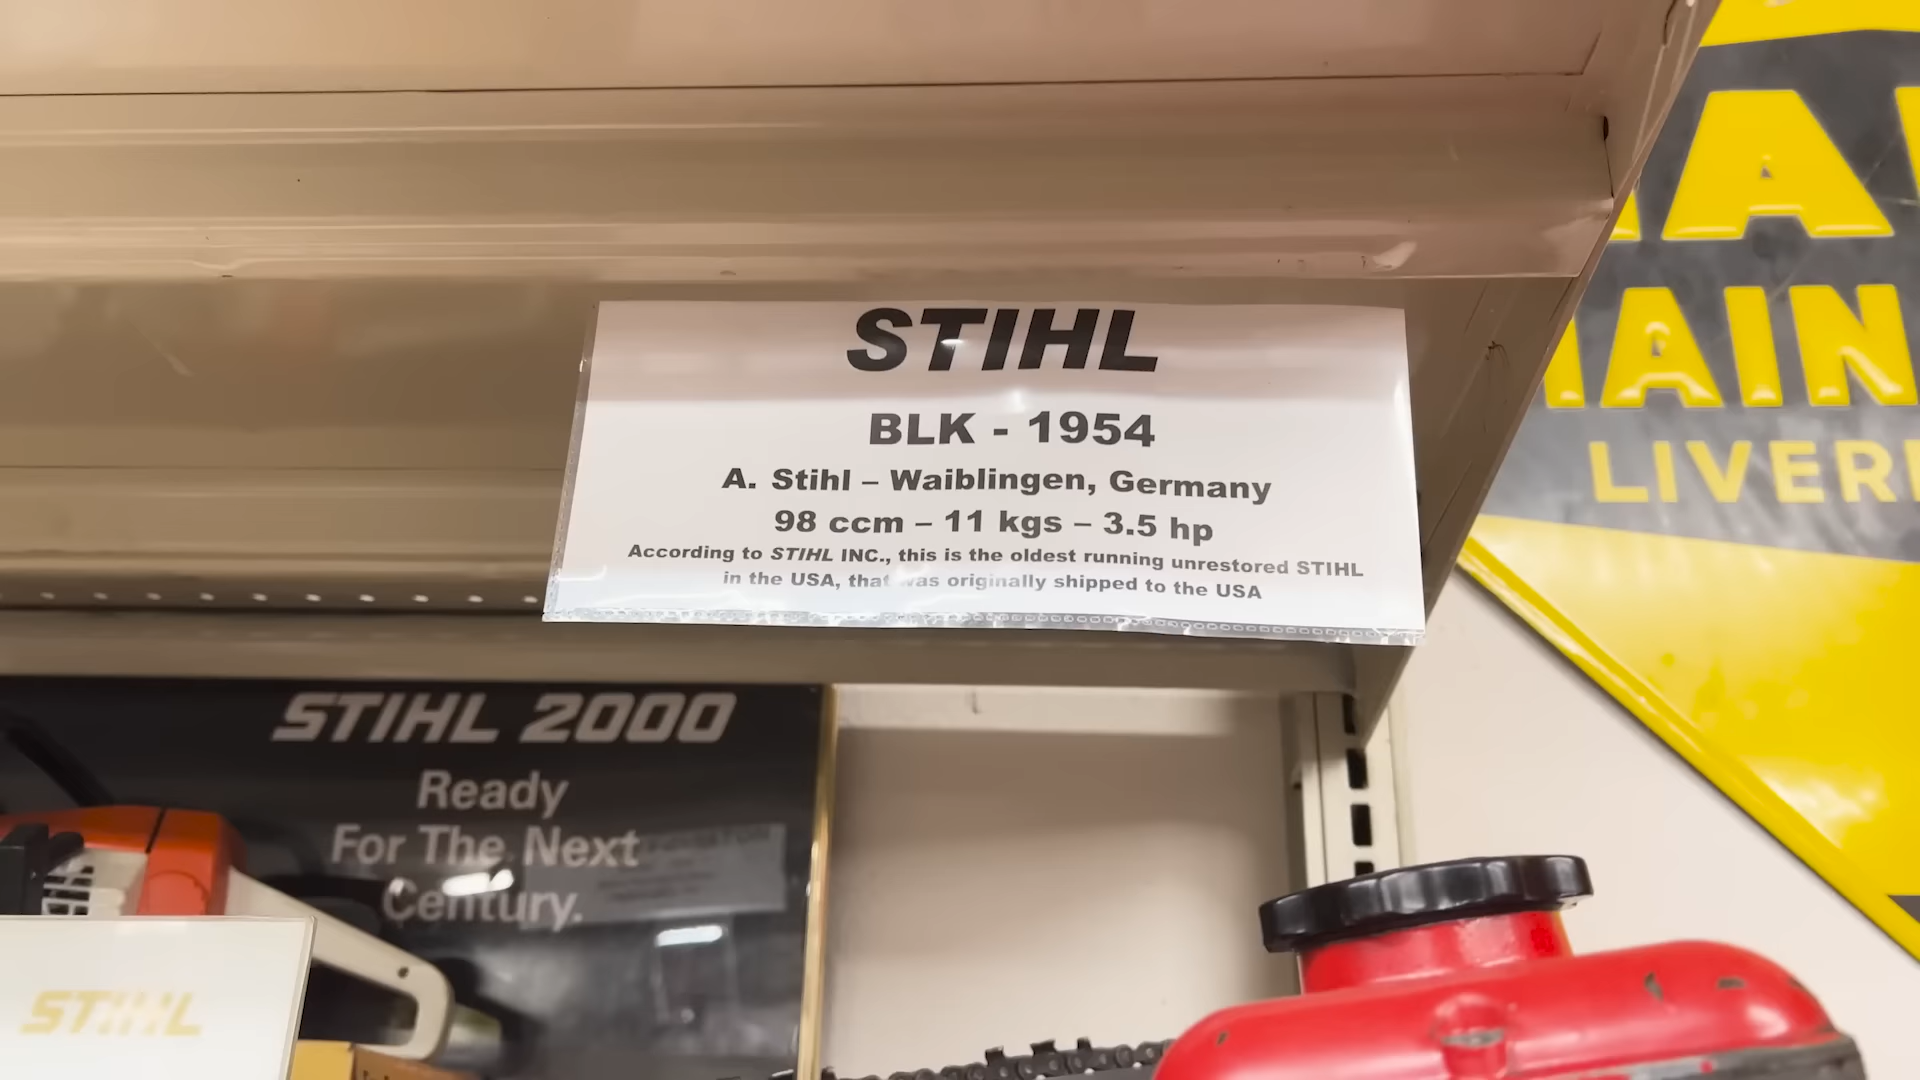 STIHL
BLK - 1954
A. Stihl – Waiblingen, Germany
98 ccm – 11 kgs – 3.5 hp
According to STIHL INC., this is the oldest running unrestored STIHL
in the USA, that was originally shipped to the USA
STIHL 2000
Ready
For The Next
Century.
STIHL
LIVER